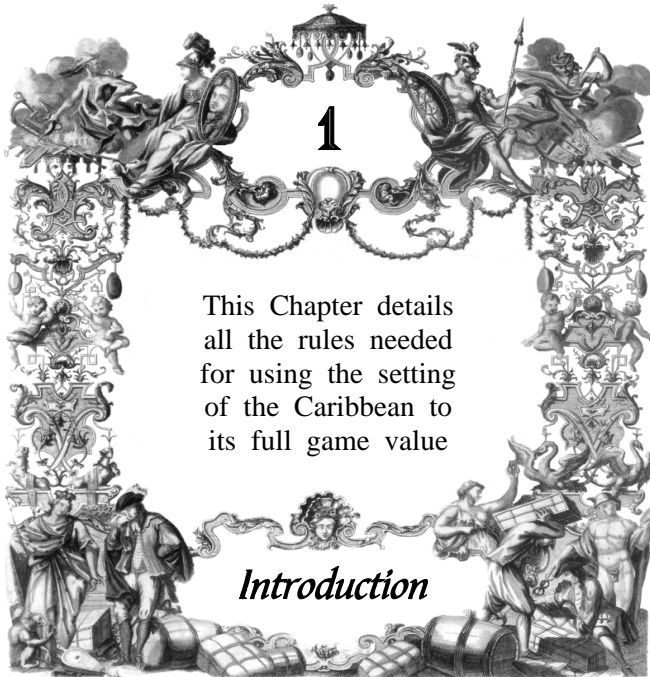 1
This Chapter details
all the rules needed
for using the setting
of the Caribbean to
its full game value
Introduction